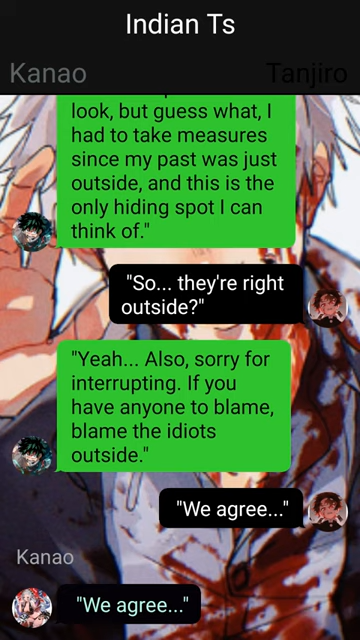 Indian Ts
Kanao
Tanjiro
look, but guess what, I
had to take measures
since my past was just
outside, and this is the
only hiding spot I can
think of."
"So... they're right
outside?"
"Yeah... Also, sorry for
interrupting. If you
have anyone to blame,
blame the idiots
outside."
"We agree..."
Kanao
"We agree..."